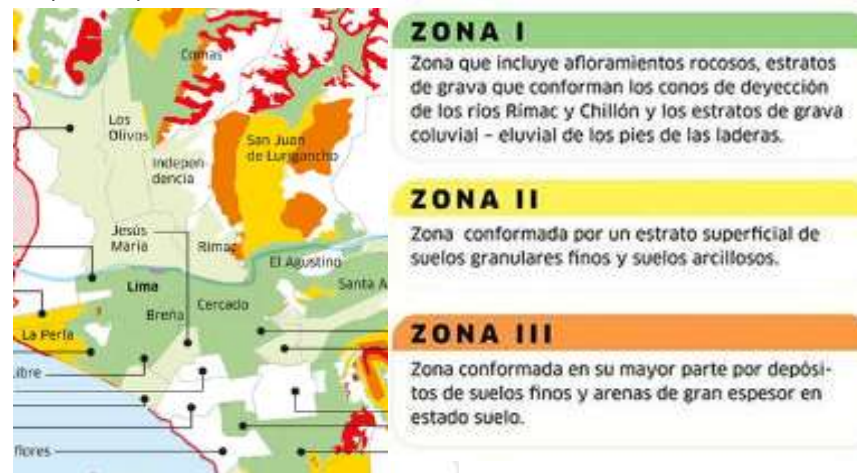 Comas
Los
Olivos
San Juan
de Lurigancho
Indepen
dencia
Jesús
María
Rimac
El Agustino
Santa A
Lima
Cercado
Breña
La Perla
ibre
flores
ZONA I
Zona que incluye afloramientos rocosos, estratos
de grava que conforman los conos de deyección
de los ríos Rímac y Chillón y los estratos de grava
coluvial – eluvial de los pies de las laderas.
ZONA II
Zona conformada por un estrato superficial de
suelos granulares finos y suelos arcillosos.
ZONA III
Zona conformada en su mayor parte por depósi-
tos de suelos finos y arenas de gran espesor en
estado suelo.